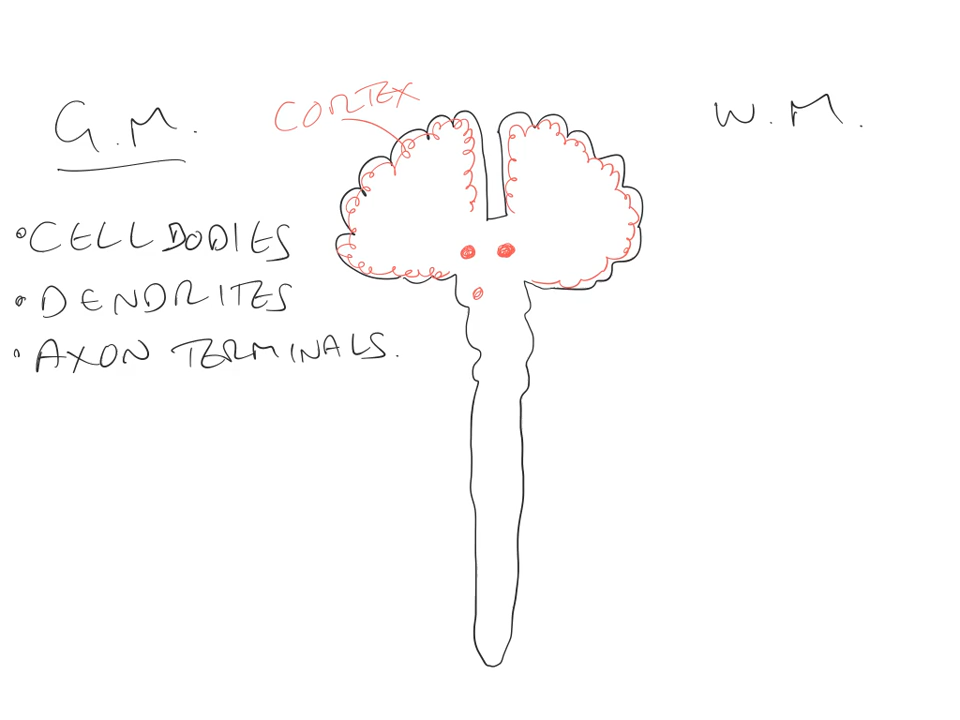 G.M.
CORTEX
W.M.
• CELL BODIES
• DENDRITES
• AXON TERMINALS.